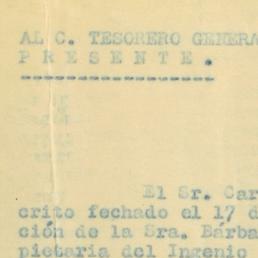 AL C. TESORERO GENERA
P R E S E N T E .
El Sr. Car
crito fechado el 17 d
ción de la Sra. Bárba
pietaria del Ingenio